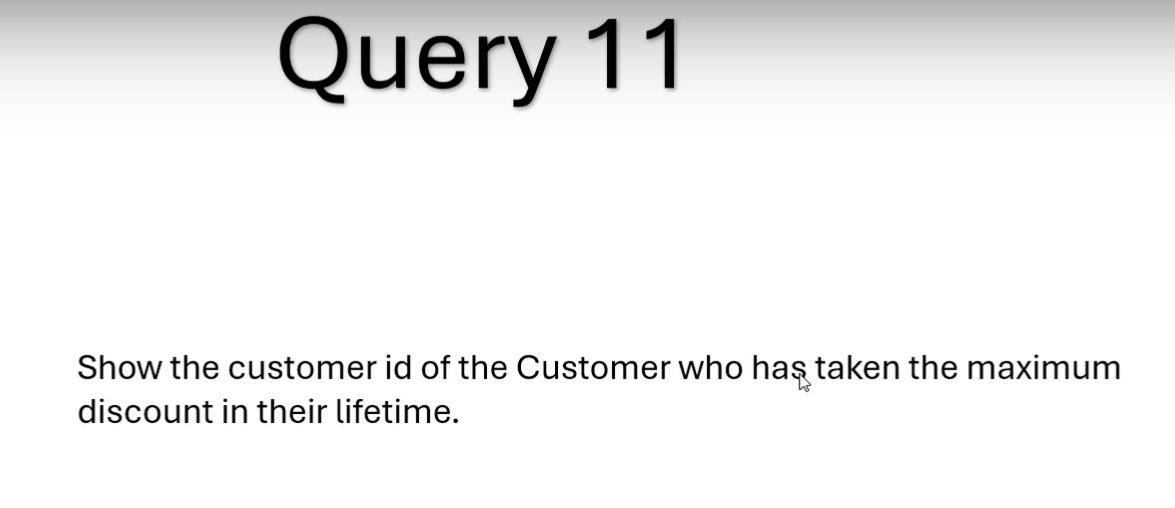 Query 11
Show the customer id of the Customer who has taken the maximum
discount in their lifetime.